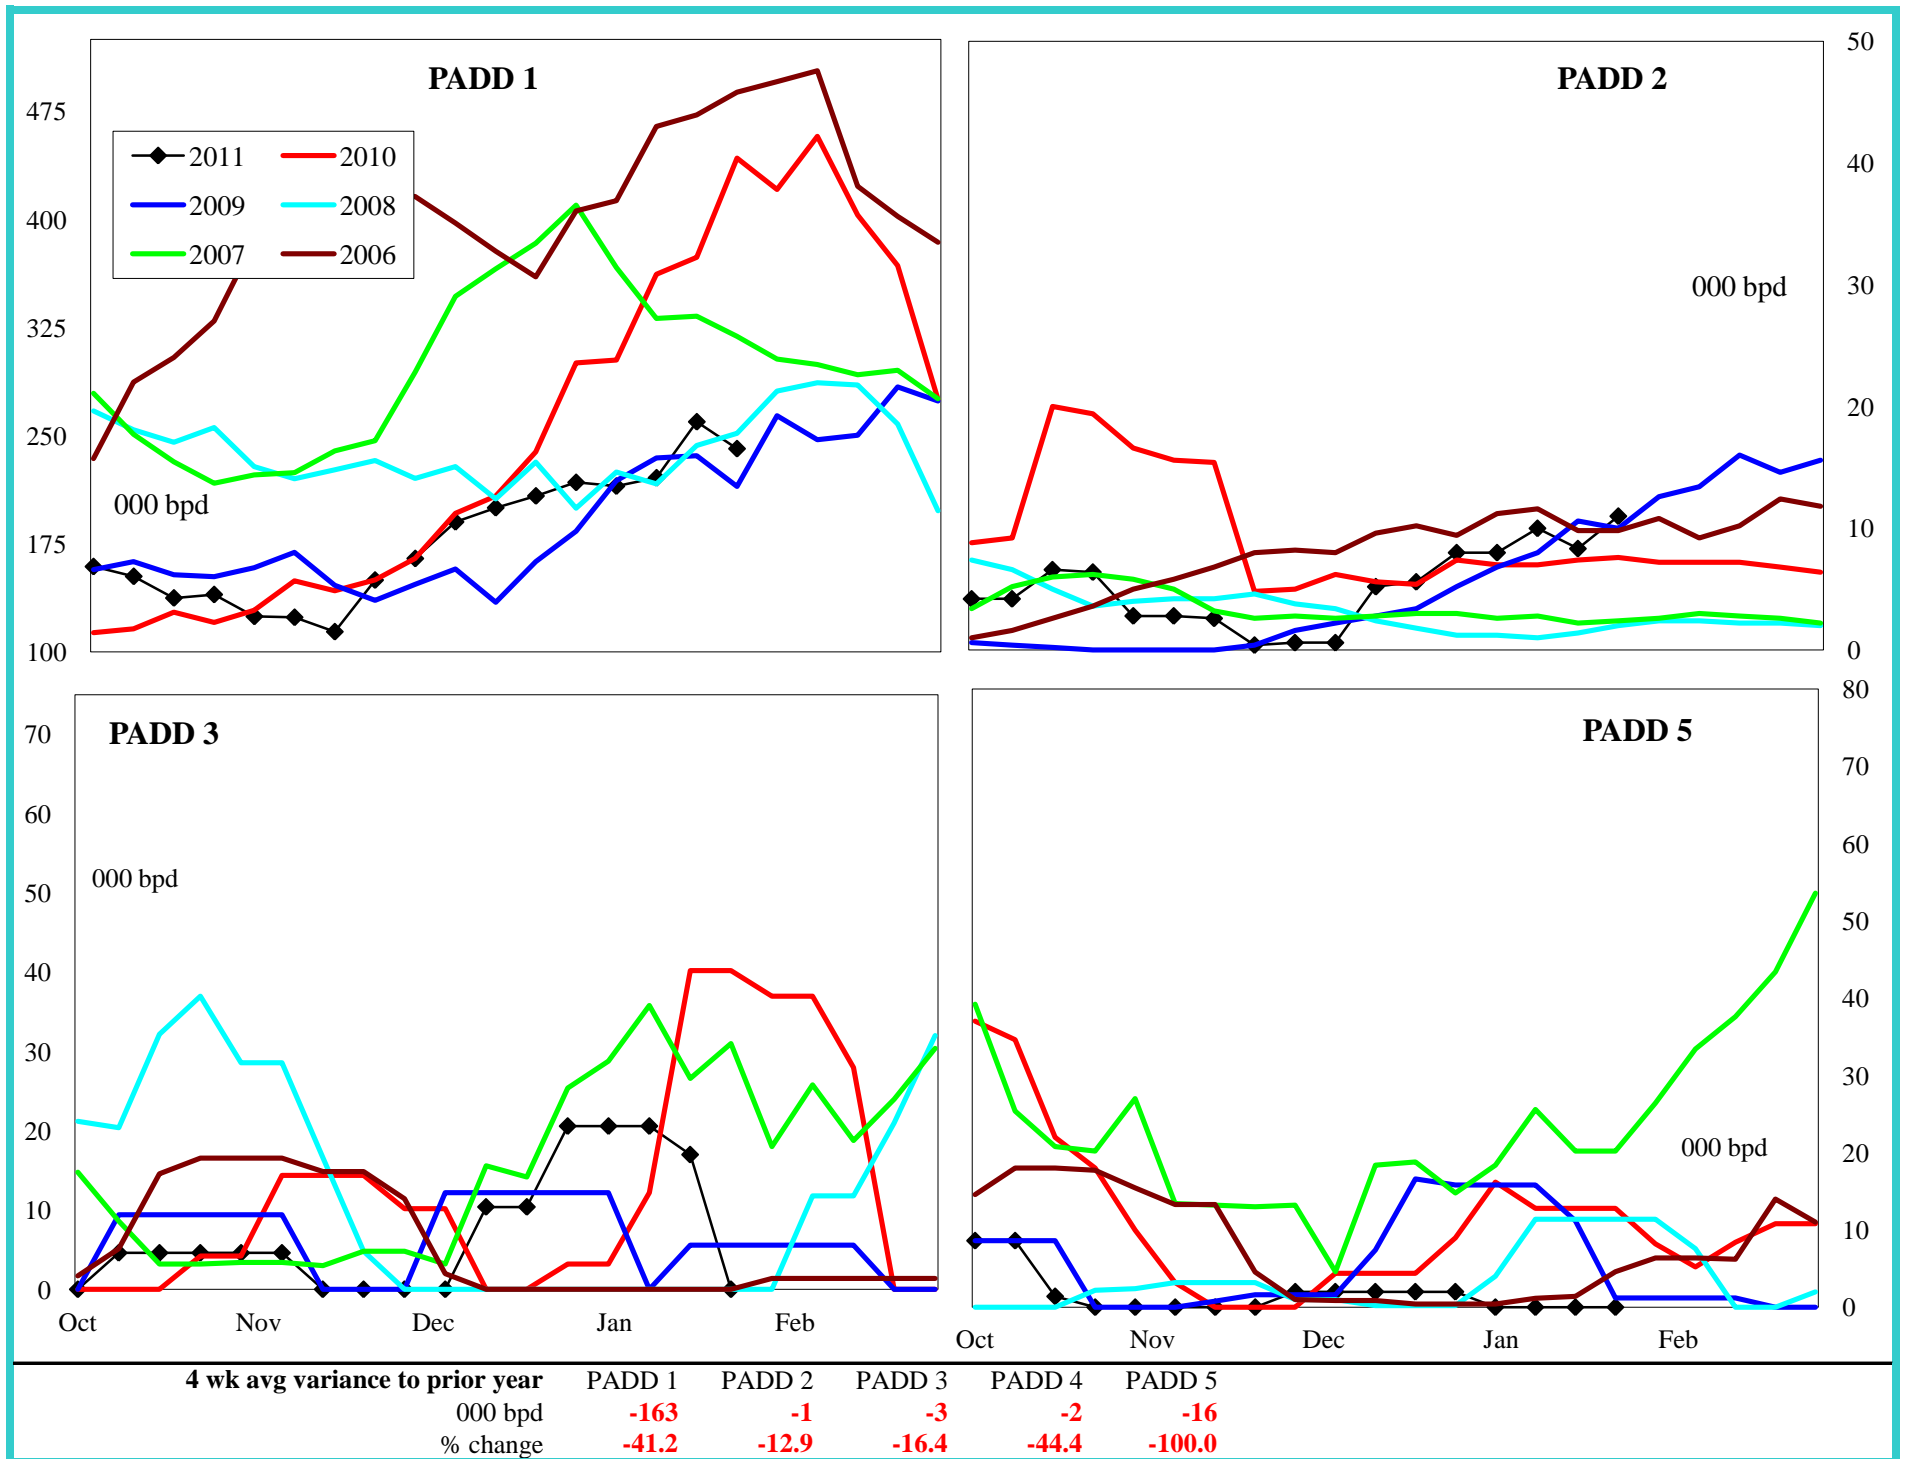 PADD 1
475
400
325
250
175
100
2011 2010
2009 2008
2007 2006
000 bpd
PADD 2
50
40
30
20
10
0
000 bpd
PADD 3
70
60
50
40
30
20
10
0
000 bpd
Oct Nov Dec Jan Feb
PADD 5
80
70
60
50
40
30
20
10
0
000 bpd
Oct Nov Dec Jan Feb
4 wk avg variance to prior year PADD 1 PADD 2 PADD 3 PADD 4 PADD 5
000 bpd -163 -1 -3 -2 -16
% change -41.2 -12.9 -16.4 -44.4 -100.0